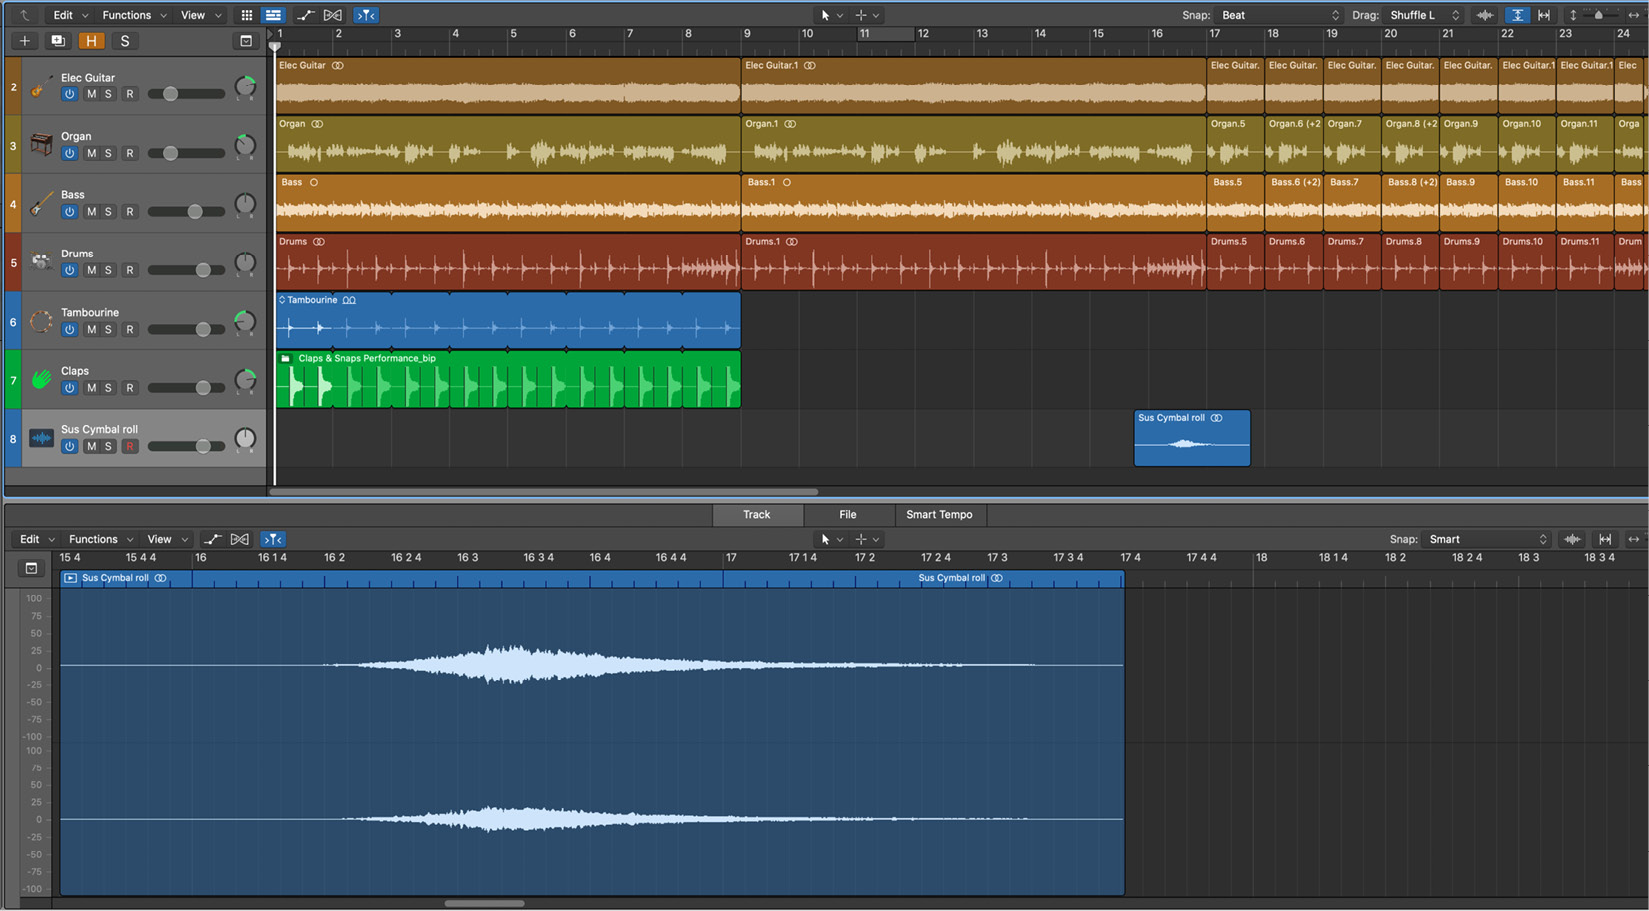 Edit Functions View Snap: Beat Drag: Shuffle L
H S 1 2 3 4 5 6 7 8 9 10 11 12 13 14 15 16 17 18 19 20 21 22 23 24
2 Elec Guitar M S R L R
Elec Guitar Elec Guitar.1 Elec Guitar. Elec Guitar. Elec Guitar. Elec Guitar. Elec Guitar. Elec Guitar.1 Elec Guitar.1 Elec
3 Organ M S R L R
Organ Organ.1 Organ.5 Organ.6 (+2 Organ.7 Organ.8 (+2 Organ.9 Organ.10 Organ.11 Orga
4 Bass M S R L R
Bass Bass.1 Bass.5 Bass.6 (+2) Bass.7 Bass.8 (+2) Bass.9 Bass.10 Bass.11 Bass
5 Drums M S R L R
Drums Drums.1 Drums.5 Drums.6 Drums.7 Drums.8 Drums.9 Drums.10 Drums.11 Drum
6 Tambourine M S R L R
Tambourine
7 Claps M S R L R
Claps & Snaps Performance_bip
8 Sus Cymbal roll M S R L R
Sus Cymbal roll
Track File Smart Tempo
Edit Functions View Snap: Smart
15 4 15 4 4 16 16 1 4 16 2 16 2 4 16 3 16 3 4 16 4 16 4 4 17 17 1 4 17 2 17 2 4 17 3 17 3 4 17 4 17 4 4 18 18 1 4 18 2 18 2 4 18 3 18 3 4
Sus Cymbal roll Sus Cymbal roll
100
75
50
25
0
-25
-50
-75
-100
100
75
50
25
0
-25
-50
-75
-100